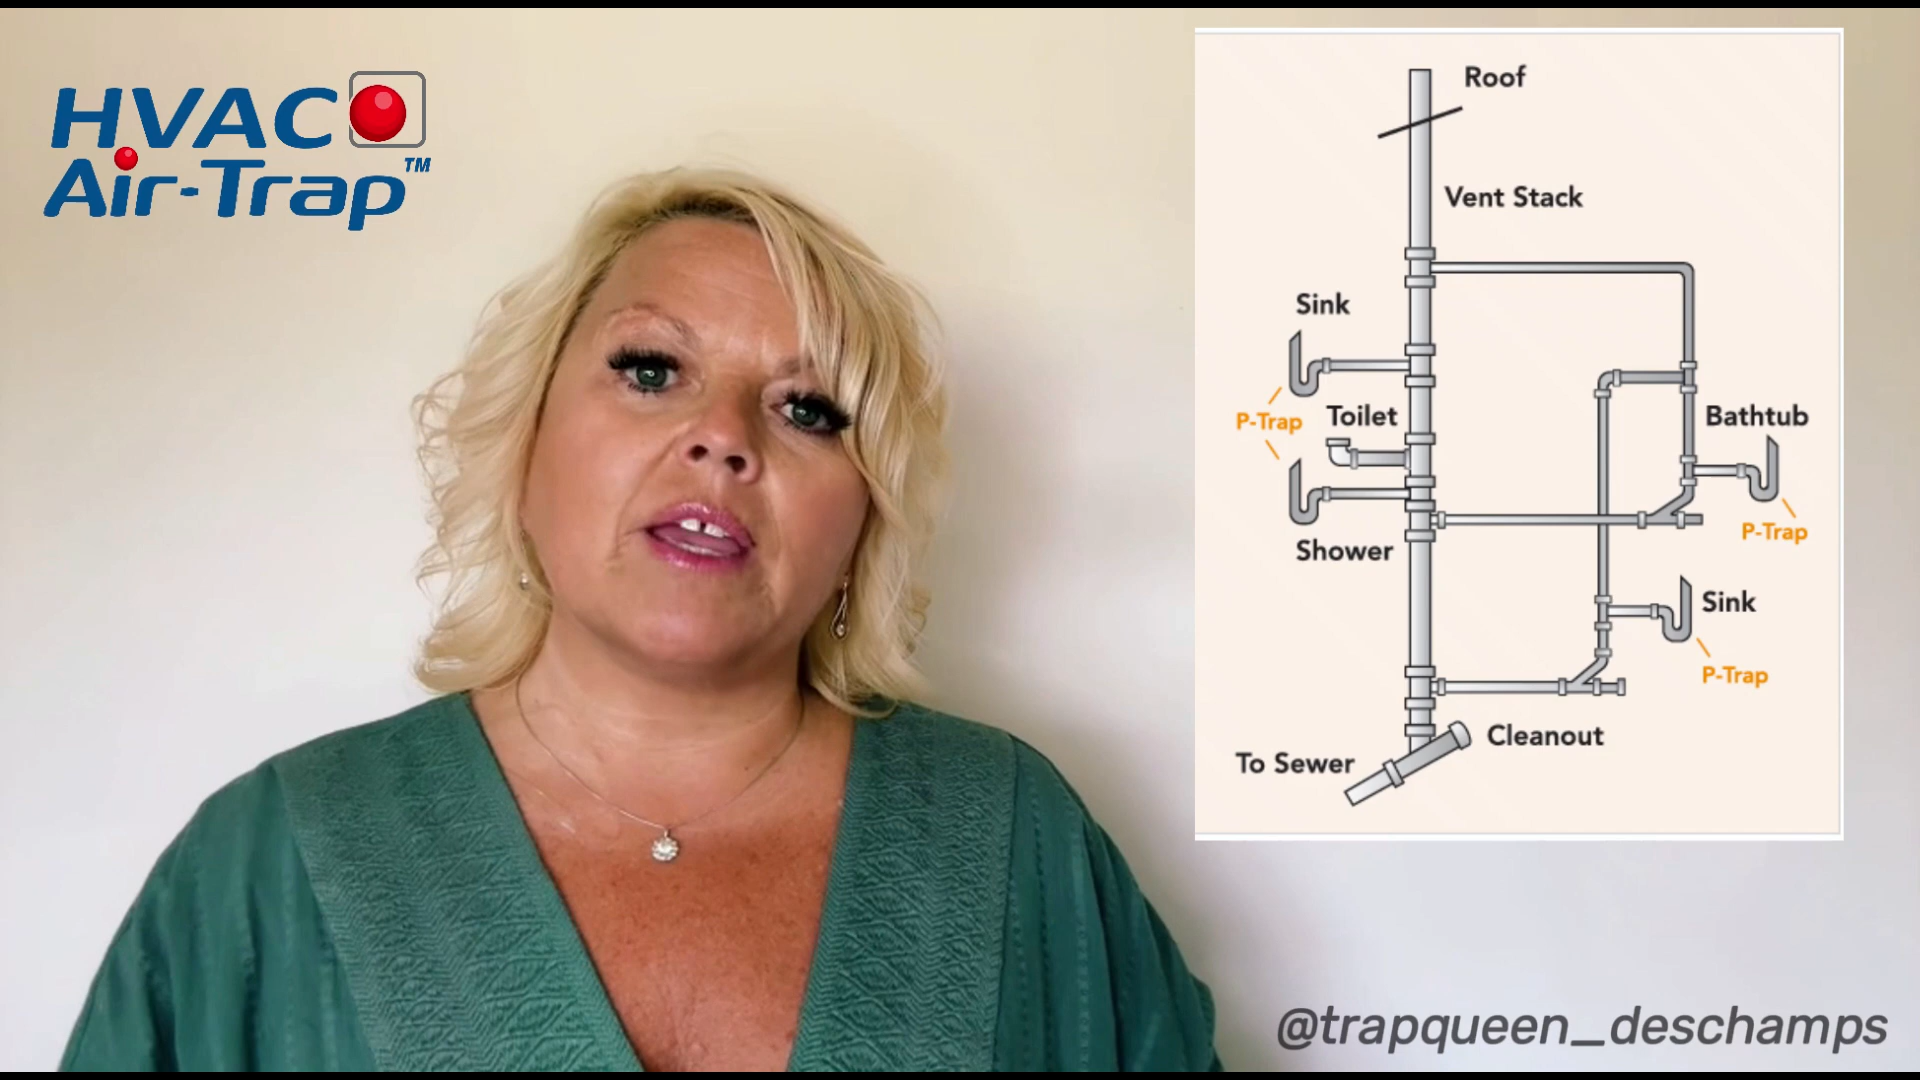 HVAC
Air-Trap™
Roof
Vent Stack
Sink
P-Trap
Toilet
Bathtub
P-Trap
Shower
Sink
P-Trap
Cleanout
To Sewer
@trapqueen_deschamps